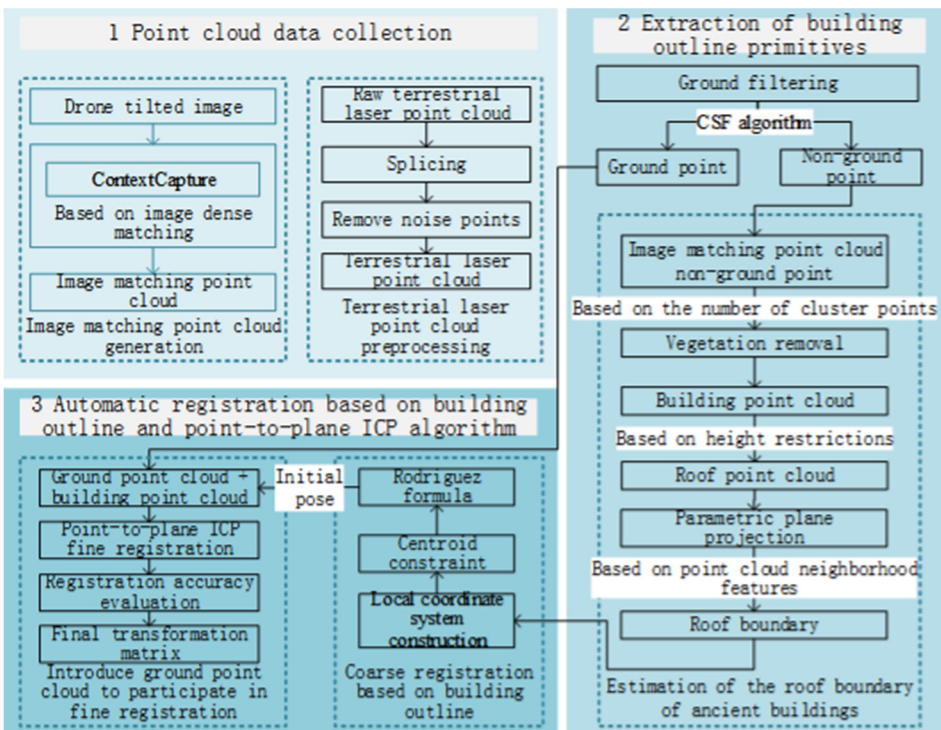 1 Point cloud data collection
Drone tilted image
ContextCapture
Based on image dense
matching
Image matching point
cloud
Image matching point cloud
generation
Raw terrestrial
laser point cloud
Splicing
Remove noise points
Terrestrial laser
point cloud
Terrestrial laser
point cloud
preprocessing
2 Extraction of building
outline primitives
Ground filtering
CSF algorithm
Ground point
Non-ground
point
Image matching point cloud
non-ground point
Based on the number of cluster points
Vegetation removal
Building point cloud
Based on height restrictions
Roof point cloud
Parametric plane
projection
Based on point cloud neighborhood
features
Roof boundary
Estimation of the roof boundary
of ancient buildings
3 Automatic registration based on building
outline and point-to-plane ICP algorithm
Ground point cloud +
building point cloud
Point-to-plane ICP
fine registration
Registration accuracy
evaluation
Final transformation
matrix
Introduce ground point
cloud to participate in
fine registration
Initial
pose
Rodriguez
formula
Centroid
constraint
Local coordinate
system
construction
Coarse registration
based on building
outline